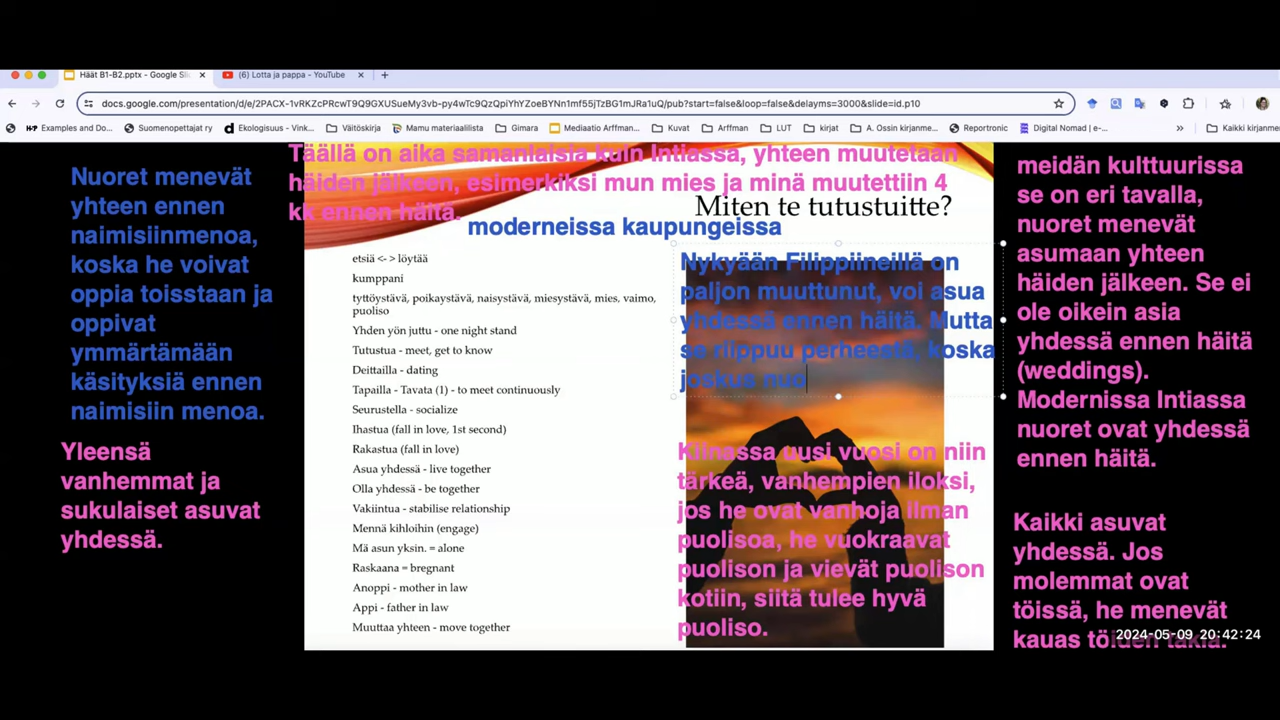 Häät B1-B2.pptx - Google Sli
(6) Lotta ja pappa - YouTube
docs.google.com/presentation/d/e/2PACX-1vRKZcPRcwT9Q9GXUSueMy3vb-py4wTc9QzQpiYhYZoeBYNn1mf55jTzBG1mJRa1uQ/pub?start=false&loop=false&delayms=3000&slide=id.p10
Examples and Do...
Suomenopettajat ry
Ekologisuus - Vink...
Väitöskirja
Mamu materiaalilista
Gimara
Mediaatio Arffman...
Kuvat
Arffman
LUT
kirjat
A. Ossin kirjanme...
Reportronic
Digital Nomad | e-...
Kaikki kirjanme
Täällä on aika samanlaisia kuin Intiassa, yhteen muutetaan
häiden jälkeen, esimerkiksi mun mies ja minä muutettiin 4
kk ennen häitä.
Miten te tutustuitte?
moderneissa kaupungeissa
Nuoret menevät
yhteen ennen
naimisiinmenoa,
koska he voivat
oppia toisstaan ja
oppivat
ymmärtämään
käsityksiä ennen
naimisiin menoa.
Yleensä
vanhemmat ja
sukulaiset asuvat
yhdessä.
etsiä <- > löytää
kumppani
tyttöystävä, poikaystävä, naisystävä, miesystävä, mies, vaimo,
puoliso
Yhden yön juttu - one night stand
Tutustua - meet, get to know
Deittailla - dating
Tapailla - Tavata (1) - to meet continuously
Seurustella - socialize
Ihastua (fall in love, 1st second)
Rakastua (fall in love)
Asua yhdessä - live together
Olla yhdessä - be together
Vakiintua - stabilise relationship
Mennä kihloihin (engage)
Mä asun yksin. = alone
Raskaana = bregnant
Anoppi - mother in law
Appi - father in law
Muuttaa yhteen - move together
Nykyään Filippiineillä on
paljon muuttunut, voi asua
yhdessä ennen häitä. Mutta
se riippuu perheestä, koska
joskus nuo
Kiinassa uusi vuosi on niin
tärkeä, vanhempien iloksi,
jos he ovat vanhoja ilman
puolisoa, he vuokraavat
puolison ja vievät puolison
kotiin, siitä tulee hyvä
puoliso.
meidän kulttuurissa
se on eri tavalla,
nuoret menevät
asumaan yhteen
häiden jälkeen. Se ei
ole oikein asia
yhdessä ennen häitä
(weddings).
Modernissa Intiassa
nuoret ovat yhdessä
ennen häitä.
Kaikki asuvat
yhdessä. Jos
molemmat ovat
töissä, he menevät
kauas töiden takia.
2024-05-09 20:42:24